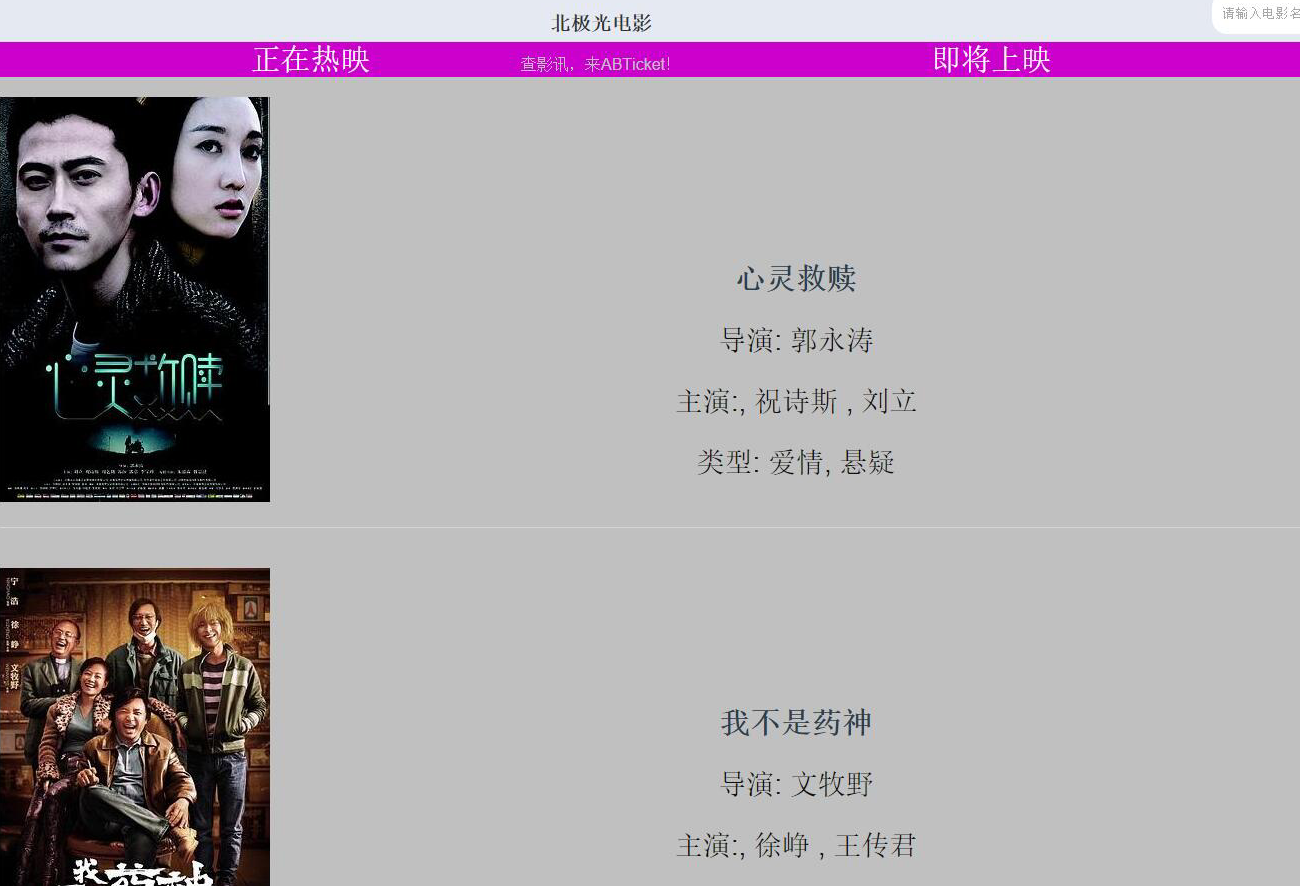 北极光电影
请输入电影名
正在热映
查影讯，来ABTicket!
即将上映
心灵救赎
心灵救赎
导演: 郭永涛
主演:, 祝诗斯 , 刘立
类型: 爱情, 悬疑
宁浩
徐峥
文牧野
我不是药神
导演: 文牧野
主演:, 徐峥 , 王传君